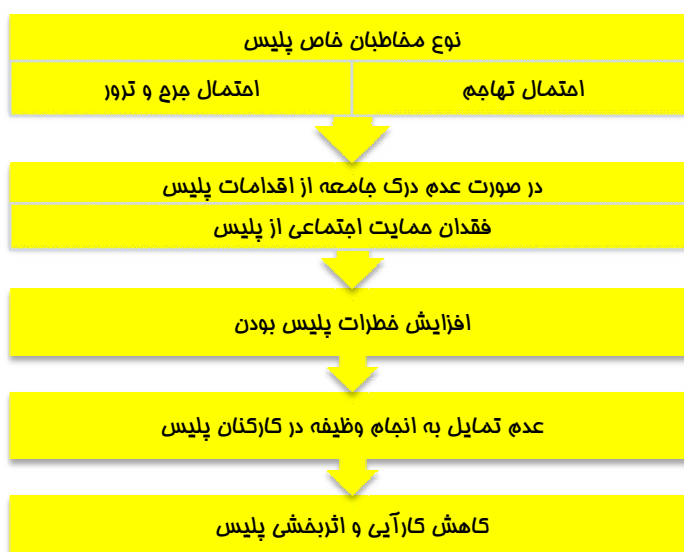 نوع مخاطبان خاص پلیس
احتمال تهاجم
احتمال جرح و ترور
در صورت عدم درک جامعه از اقدامات پلیس
فقدان حمایت اجتماعی از پلیس
افزایش خطرات پلیس بودن
عدم تمایل به انجام وظیفه در کارکنان پلیس
کاهش کارآیی و اثربخشی پلیس